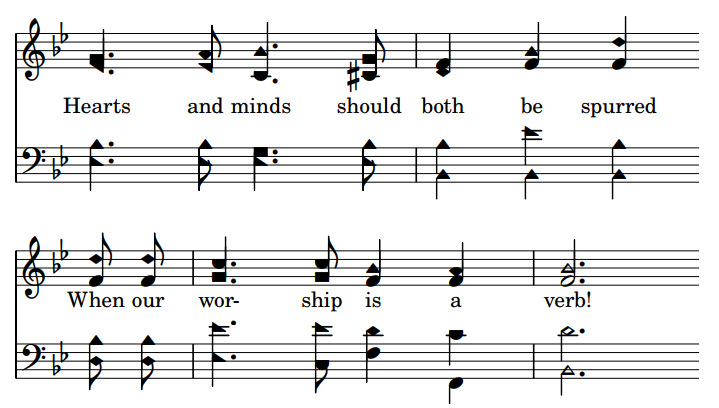 Hearts and minds should both be spurred
When our wor- ship is a verb!